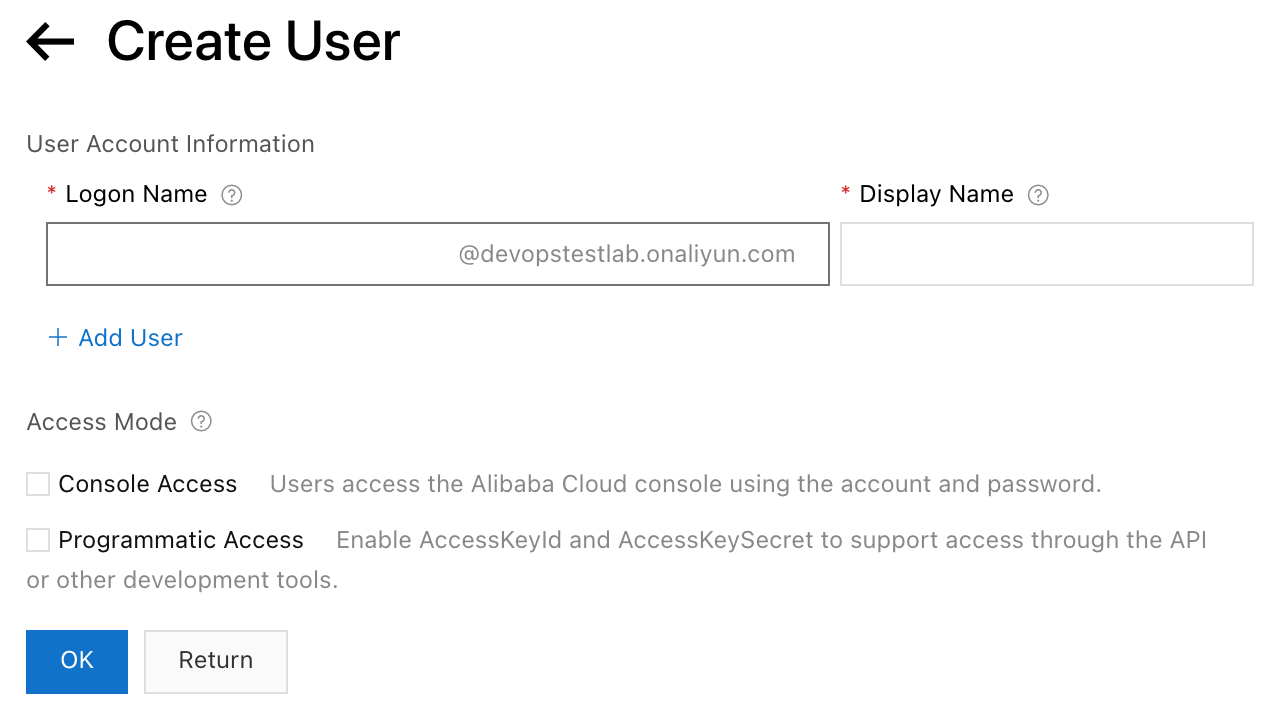 Create User
User Account Information
* Logon Name ?
* Display Name ?
@devopstestlab.onaliyun.com
+ Add User
Access Mode ?
Console Access Users access the Alibaba Cloud console using the account and password.
Programmatic Access Enable AccessKeyId and AccessKeySecret to support access through the API
or other development tools.
OK
Return